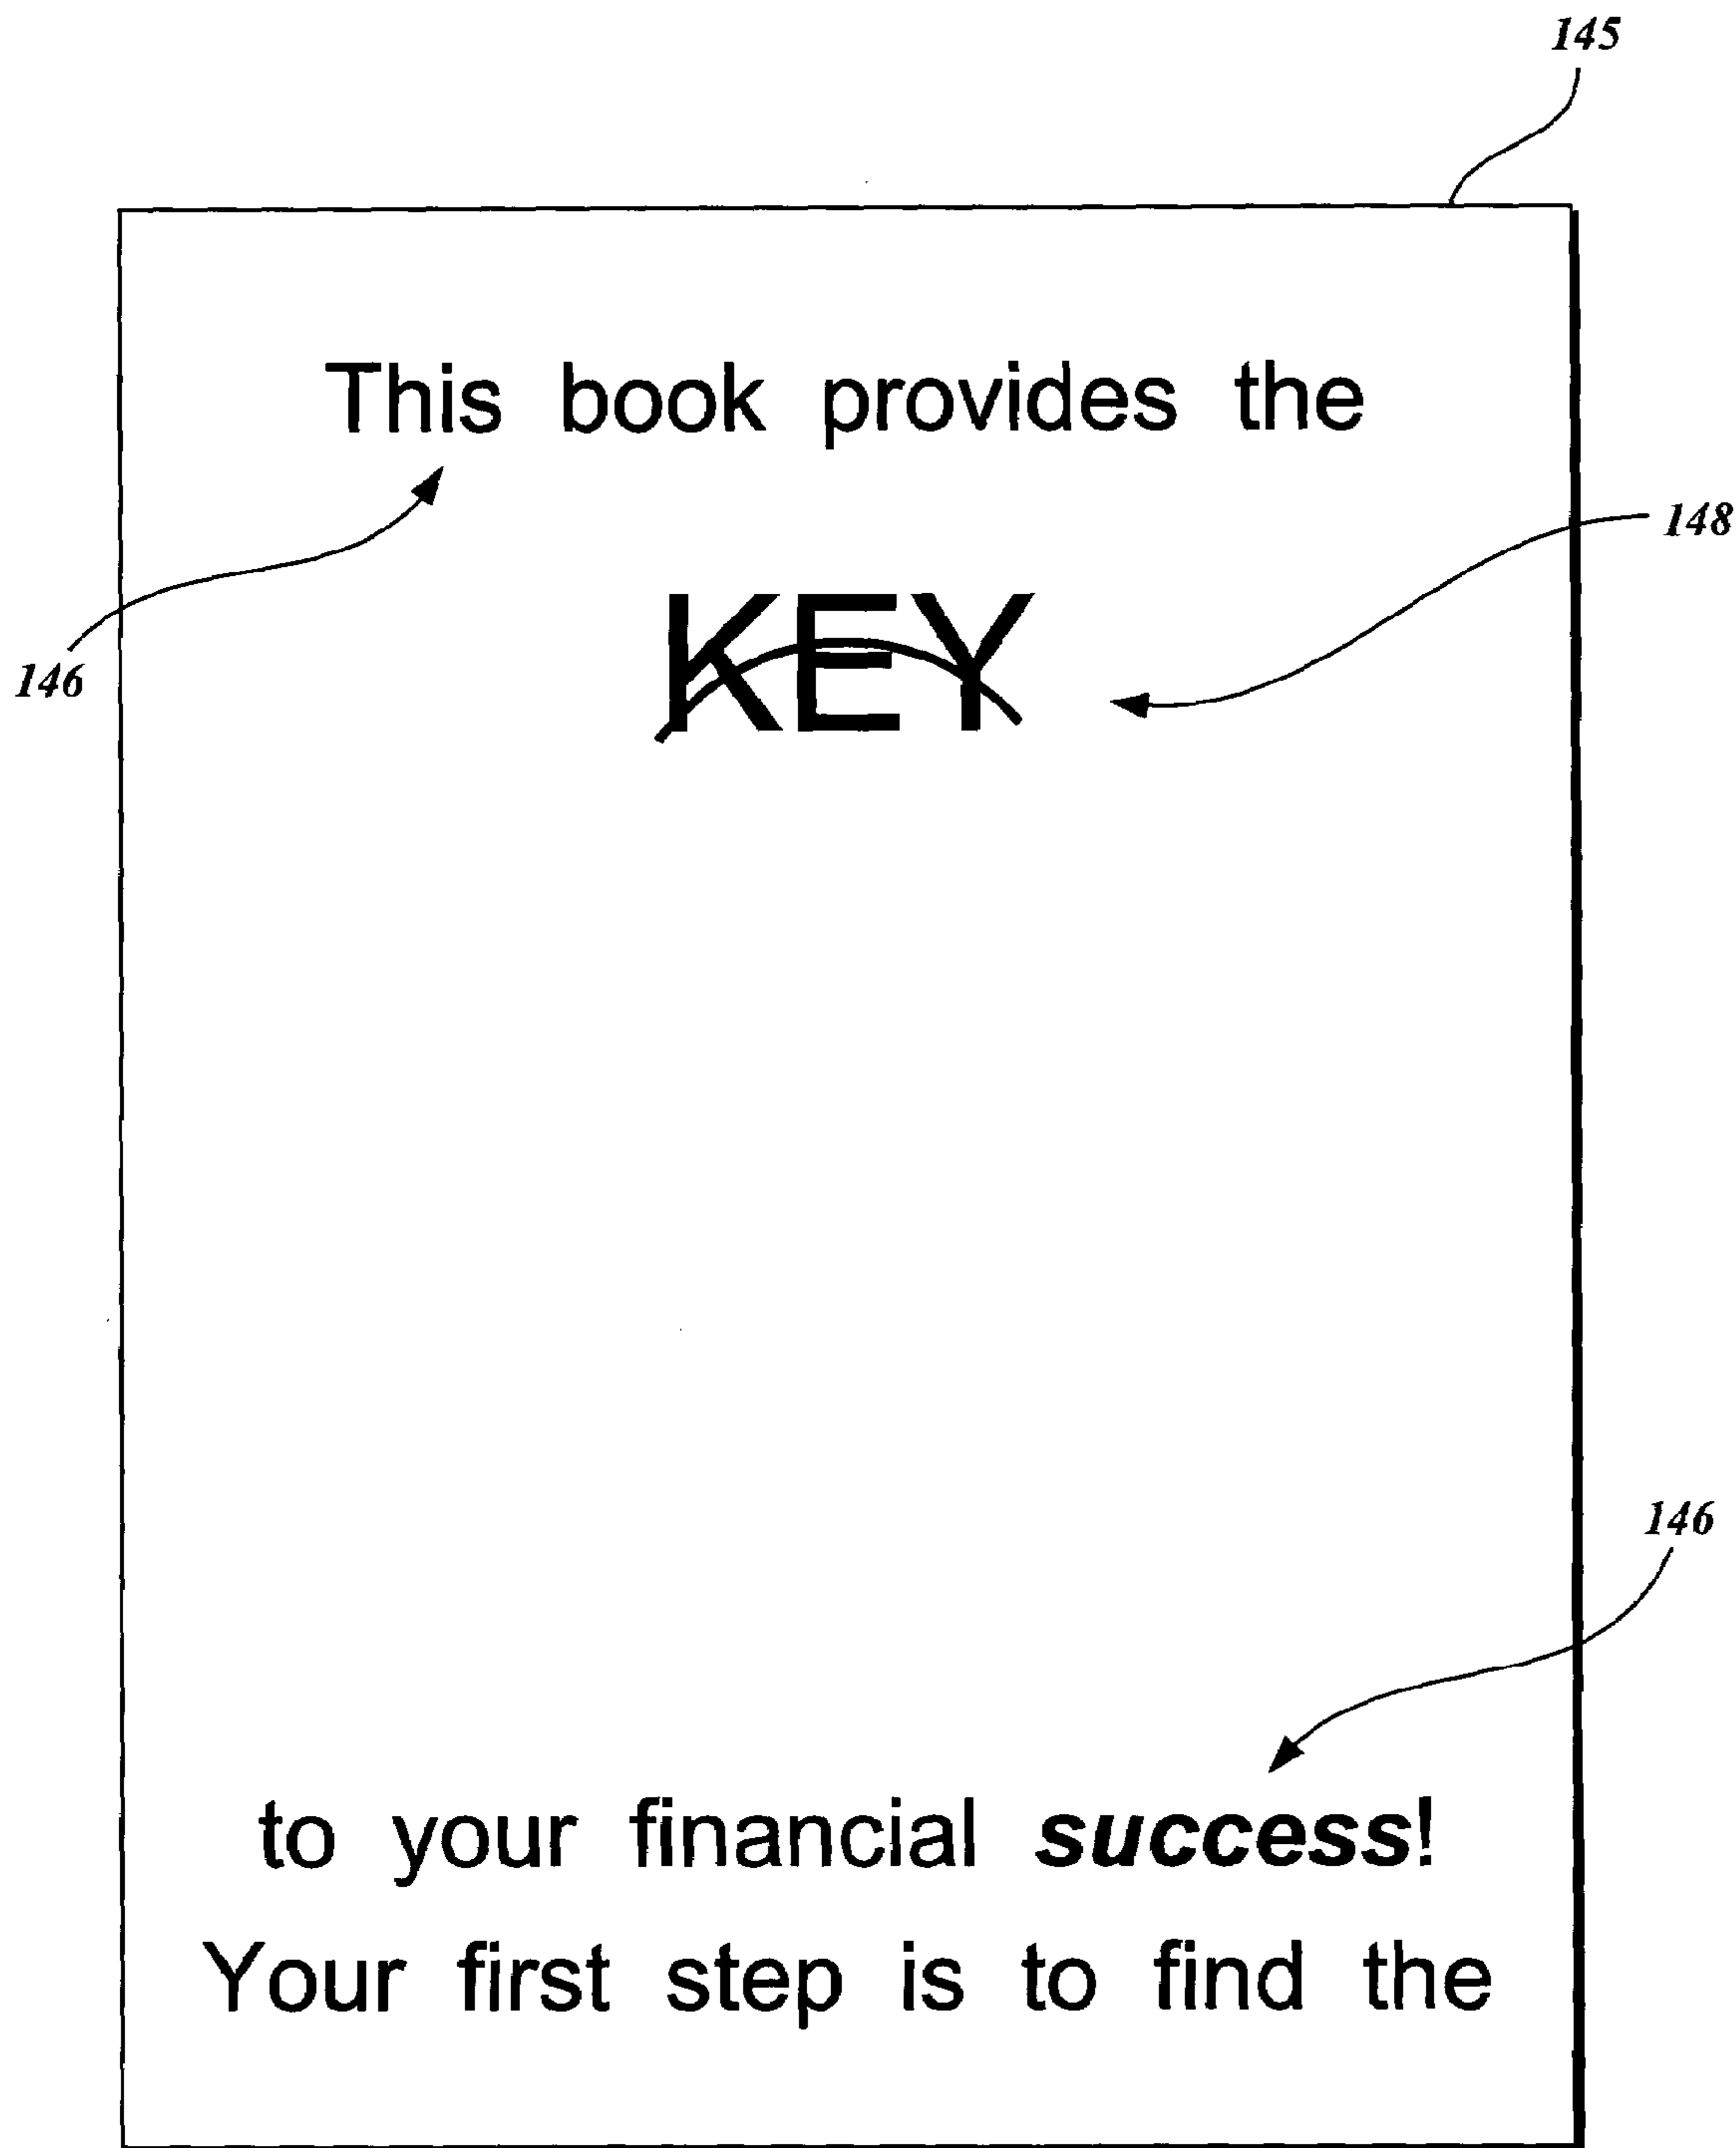 145
This book provides the
148
KEY
146
146
to your financial success!
Your first step is to find the